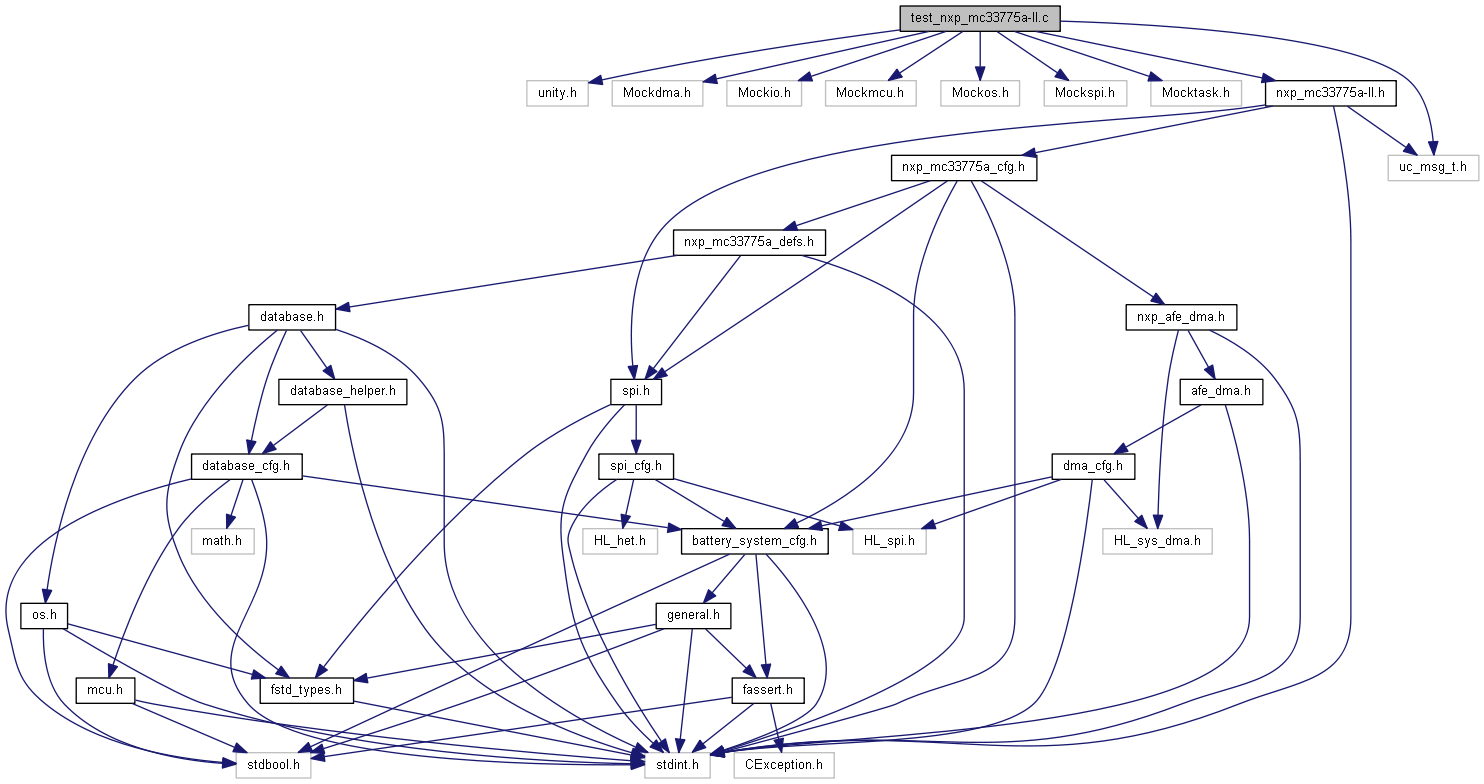 test_nxp_mc33775a-ll.c
unity.h
Mockdma.h
Mockio.h
Mockmcu.h
Mockos.h
Mockspi.h
Mocktask.h
nxp_mc33775a-ll.h
nxp_mc33775a_cfg.h
uc_msg_t.h
nxp_mc33775a_defs.h
database.h
nxp_afe_dma.h
database_helper.h
spi.h
afe_dma.h
database_cfg.h
spi_cfg.h
dma_cfg.h
math.h
HL_het.h
battery_system_cfg.h
HL_spi.h
HL_sys_dma.h
os.h
general.h
mcu.h
fstd_types.h
fassert.h
stdbool.h
stdint.h
CException.h